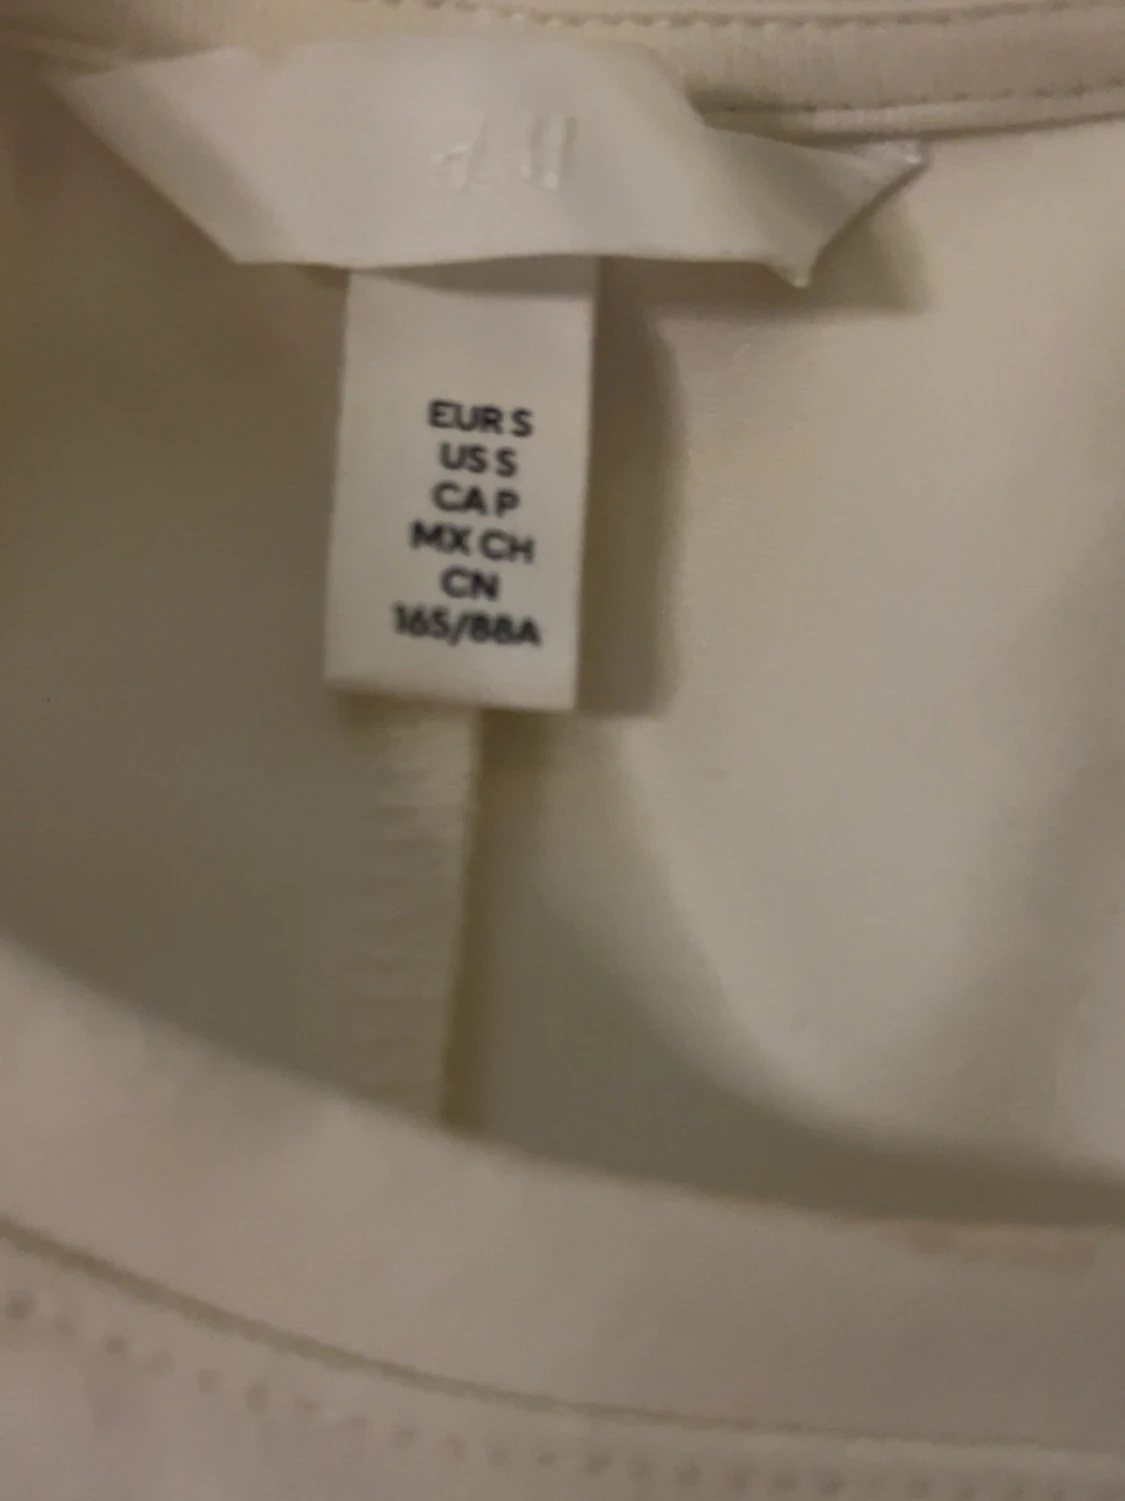 EUR S
US S
CA P
MX CH
CN
165/88A